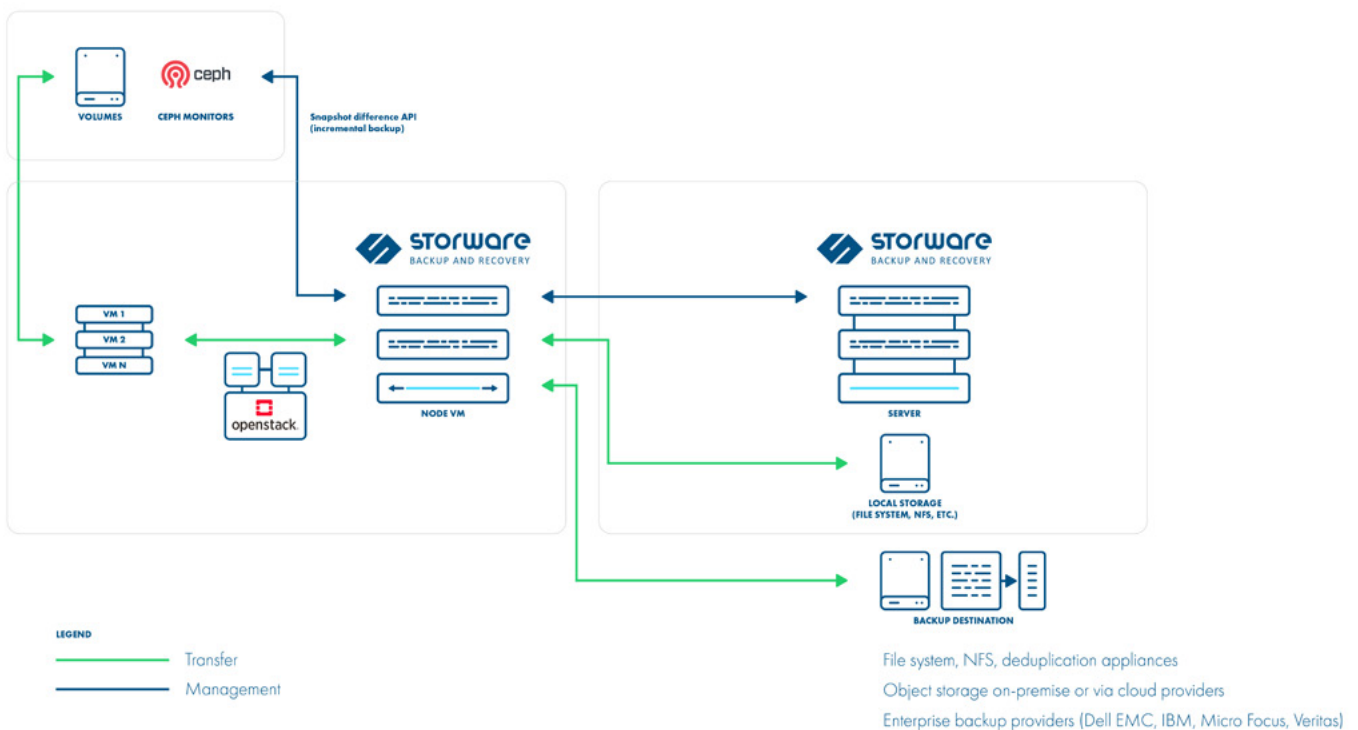 ceph
VOLUMES
CEPH MONITORS
Snapshot difference API
(incremental backup)
STORWARE
BACKUP AND RECOVERY
STORWARE
BACKUP AND RECOVERY
VM 1
VM 2
VM N
openstack.
NODE VM
SERVER
LOCAL STORAGE
(FILE SYSTEM, NFS, ETC.)
BACKUP DESTINATION
LEGEND
Transfer
Management
File system, NFS, deduplication appliances
Object storage on-premise or via cloud providers
Enterprise backup providers (Dell EMC, IBM, Micro Focus, Veritas)